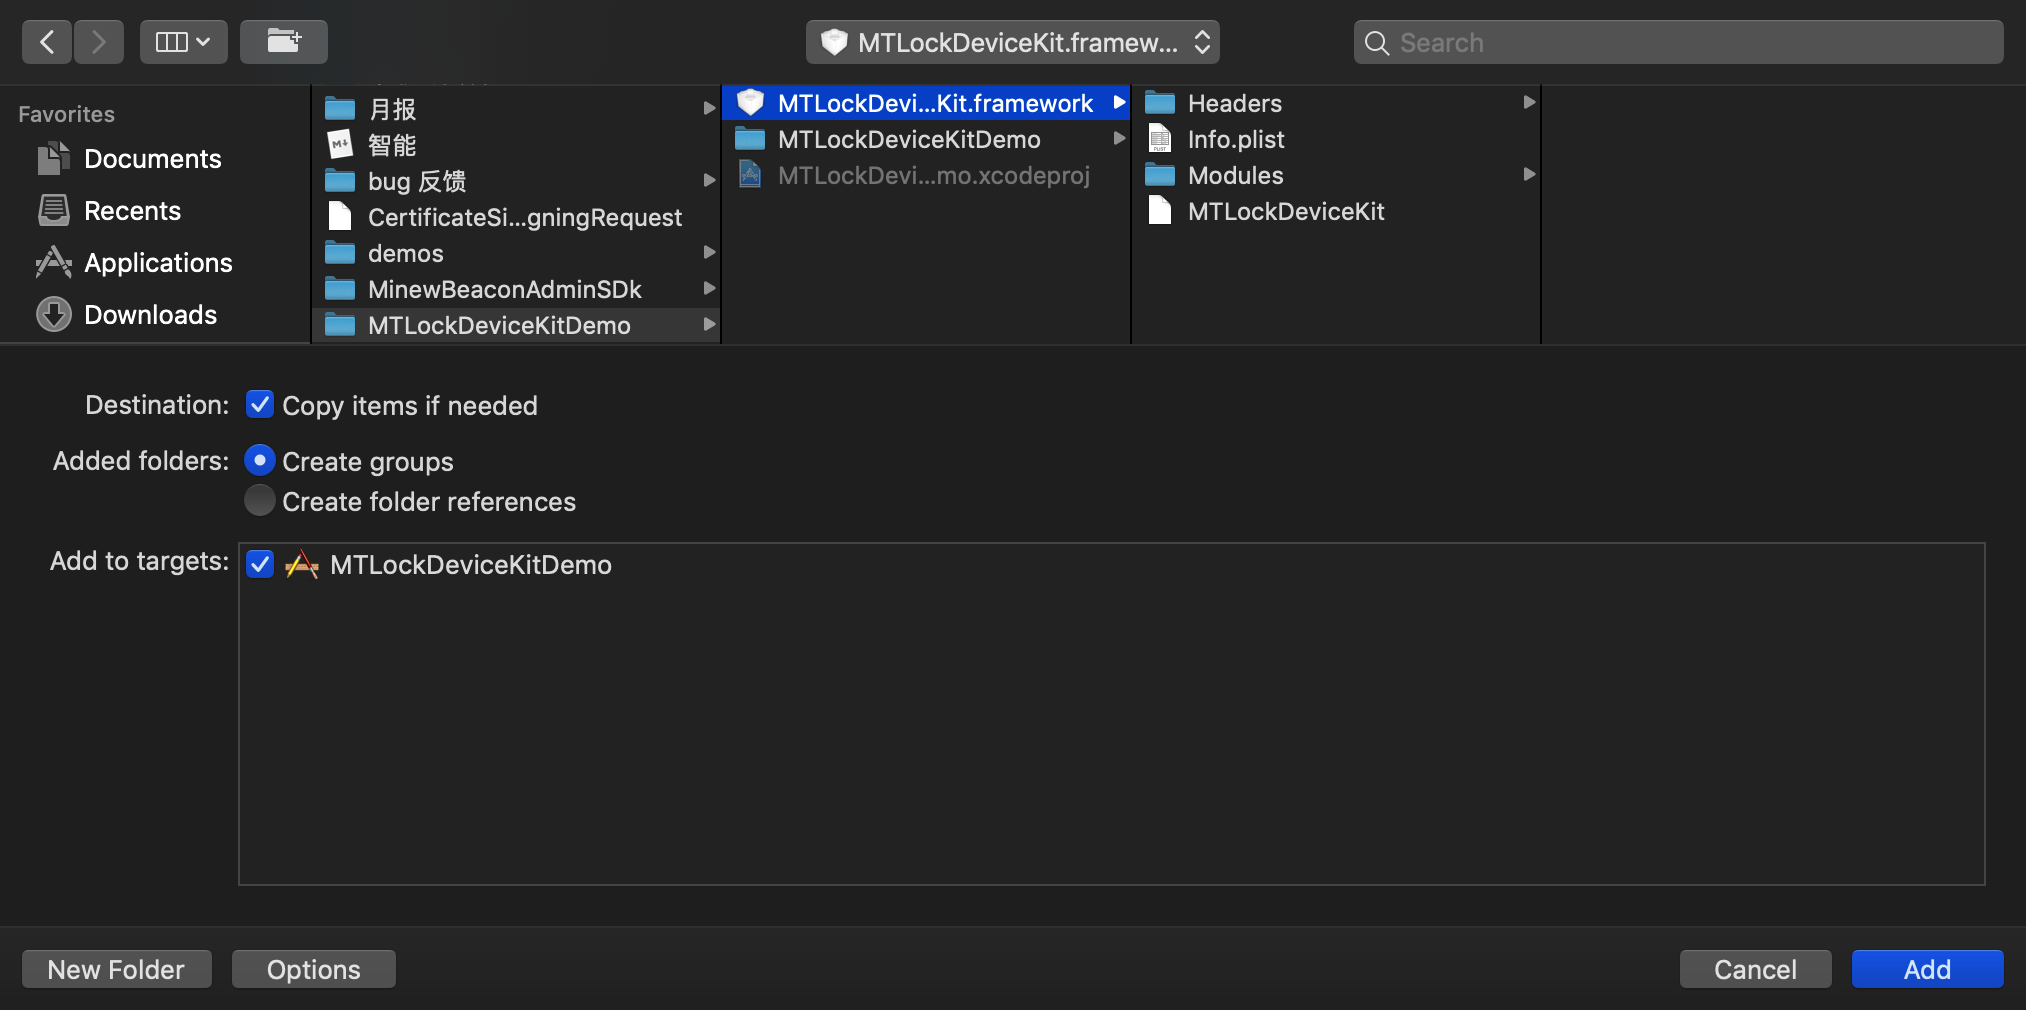 MTLockDeviceKit.framew...
Search
Favorites
Documents
Recents
Applications
Downloads
月报
智能
bug 反馈
CertificateSi...gningRequest
demos
MinewBeaconAdminSDk
MTLockDeviceKitDemo
MTLockDevi...Kit.framework
MTLockDeviceKitDemo
MTLockDevi...mo.xcodeproj
Headers
Info.plist
Modules
MTLockDeviceKit
Destination:
Copy items if needed
Added folders:
Create groups
Create folder references
Add to targets:
MTLockDeviceKitDemo
New Folder
Options
Cancel
Add